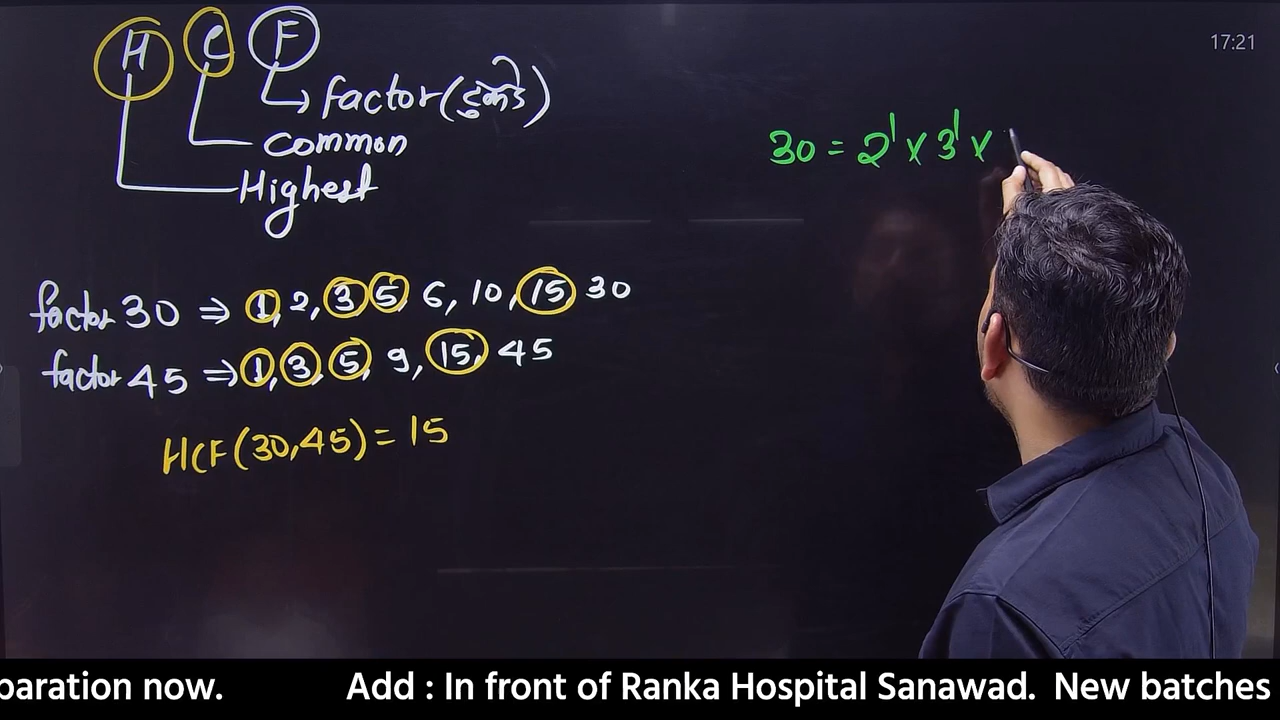 H C F
factor (टुकड़े)
Common
Highest
17:21
30 = 2¹ × 3¹ ×
factor 30 ⇒ 1, 2, 3, 5, 6, 10, 15, 30
factor 45 ⇒ 1, 3, 5, 9, 15, 45
HCF (30,45) = 15
paration now. Add : In front of Ranka Hospital Sanawad. New batches